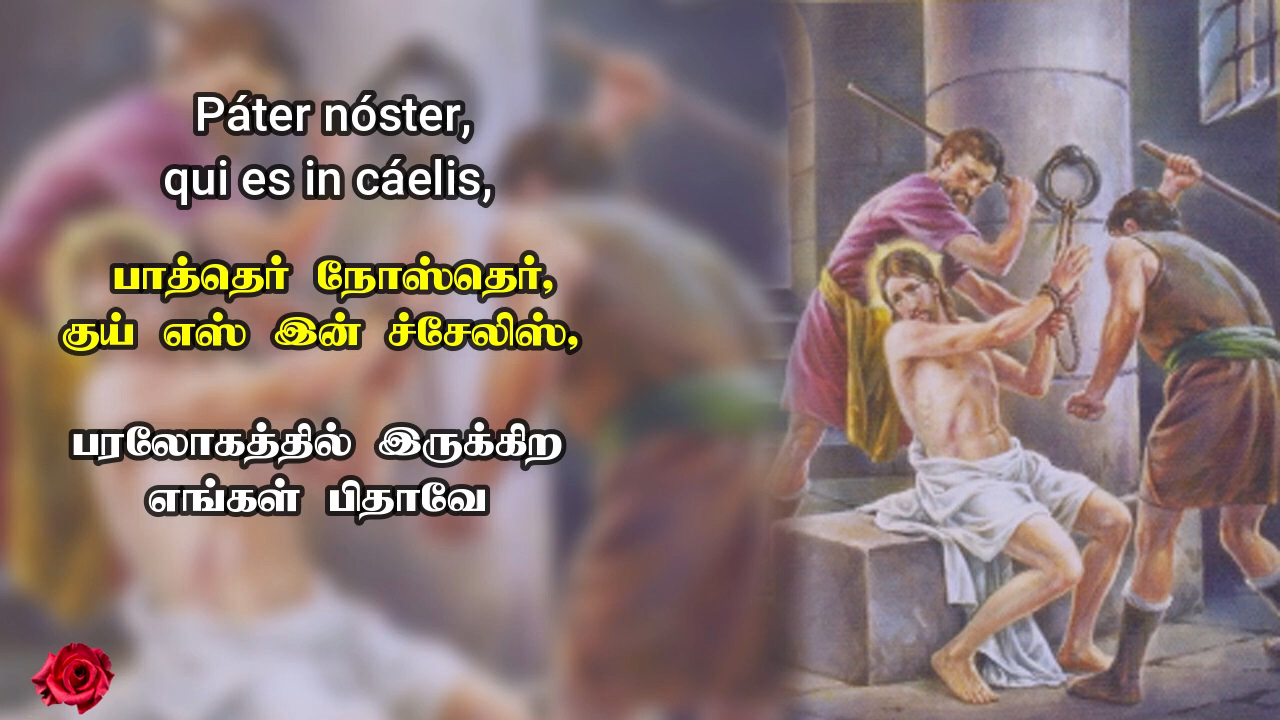 Páter nóster,
qui es in cáelis,
பாத்தெர் நோஸ்தெர்,
குய் எஸ் இன் ச்சேலிஸ்,
பரலோகத்தில் இருக்கிற
எங்கள் பிதாவே